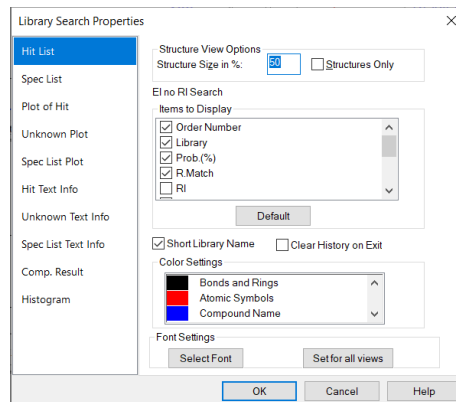 Library Search Properties
Hit List
Spec List
Plot of Hit
Unknown Plot
Spec List Plot
Hit Text Info
Unknown Text Info
Spec List Text Info
Comp. Result
Histogram
Structure View Options
Structure Size in %: 50 Structures Only
EI no RI Search
Items to Display
Order Number
Library
Prob.(%)
R.Match
RI
Default
Short Library Name Clear History on Exit
Color Settings
Bonds and Rings
Atomic Symbols
Compound Name
Font Settings
Select Font Set for all views
OK Cancel Help